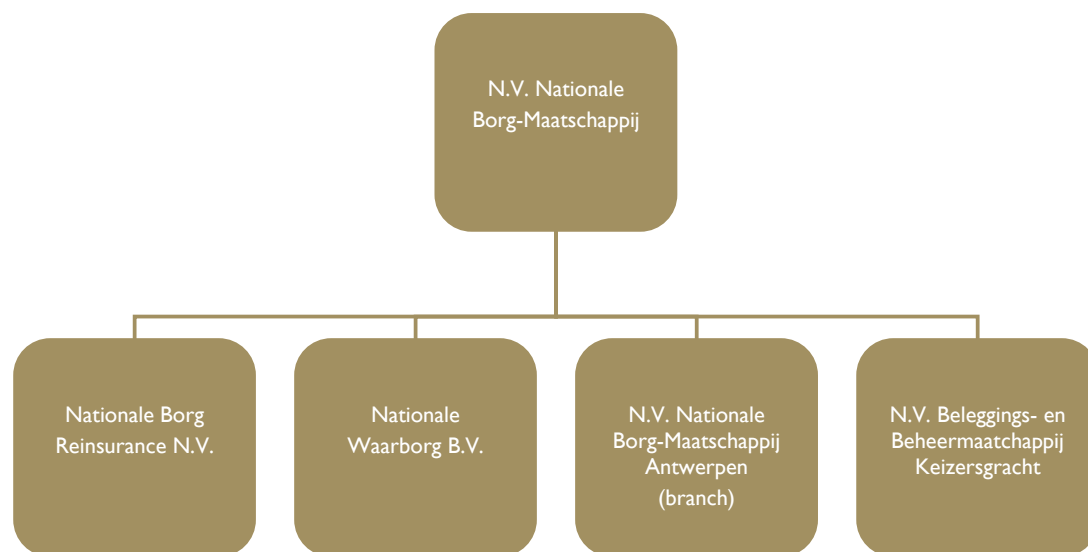 N.V. Nationale
Borg-Maatschappij
Nationale Borg
Reinsurance N.V.
Nationale
Waarborg B.V.
N.V. Nationale
Borg-Maatschappij
Antwerpen
(branch)
N.V. Beleggings- en
Beheermaatchappij
Keizersgracht